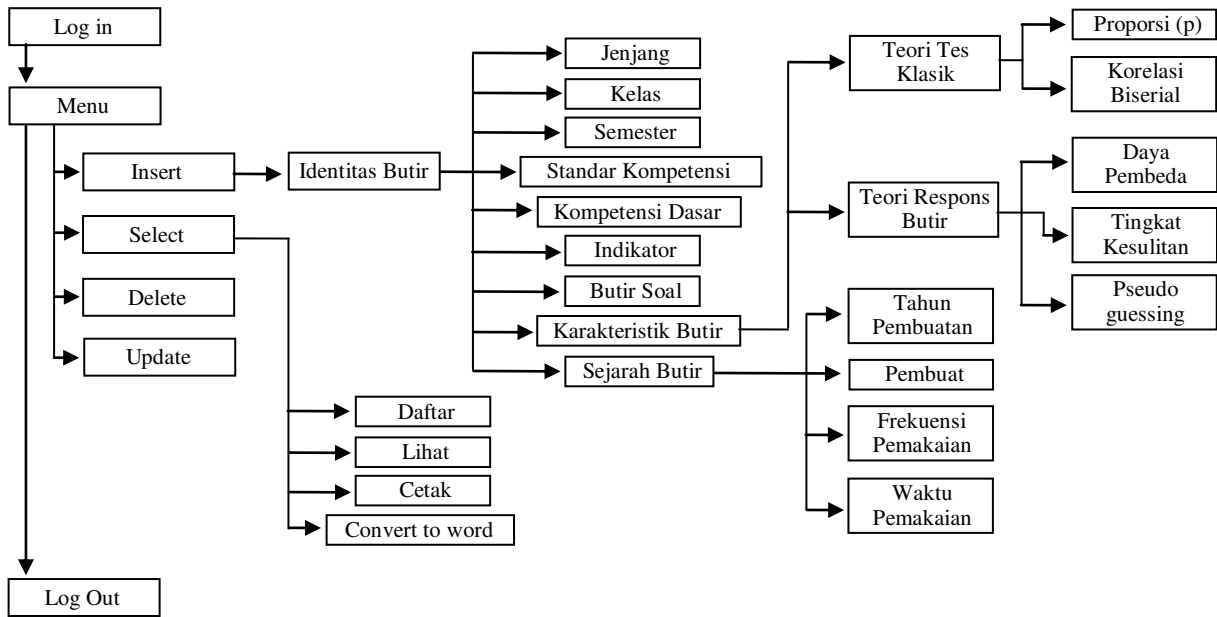 Log in
Menu
Insert
Select
Delete
Update
Log Out
Identitas Butir
Jenjang
Kelas
Semester
Standar Kompetensi
Kompetensi Dasar
Indikator
Butir Soal
Karakteristik Butir
Sejarah Butir
Daftar
Lihat
Cetak
Convert to word
Teori Tes
Klasik
Teori Respons
Butir
Tahun
Pembuatan
Pembuat
Frekuensi
Pemakaian
Waktu
Pemakaian
Proporsi (p)
Korelasi
Biserial
Daya
Pembeda
Tingkat
Kesulitan
Pseudo
guessing